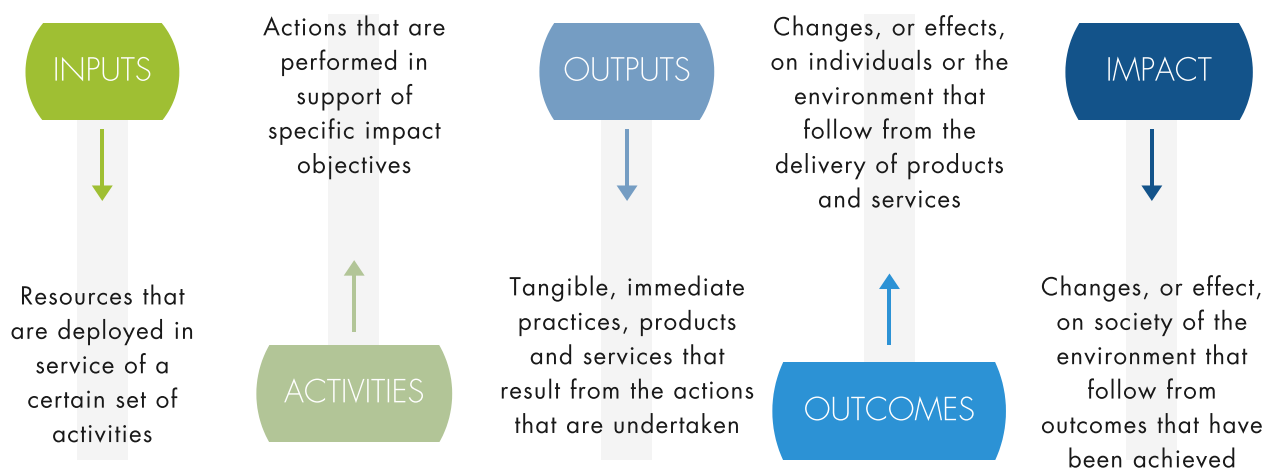 INPUTS
Resources that
are deployed in
service of a
certain set of
activities
Actions that are
performed in
support of
specific impact
objectives
ACTIVITIES
OUTPUTS
Tangible, immediate
practices, products
and services that
result from the actions
that are undertaken
Changes, or effects,
on individuals or the
environment that
follow from the
delivery of products
and services
OUTCOMES
IMPACT
Changes, or effect,
on society of the
environment that
follow from
outcomes that have
been achieved